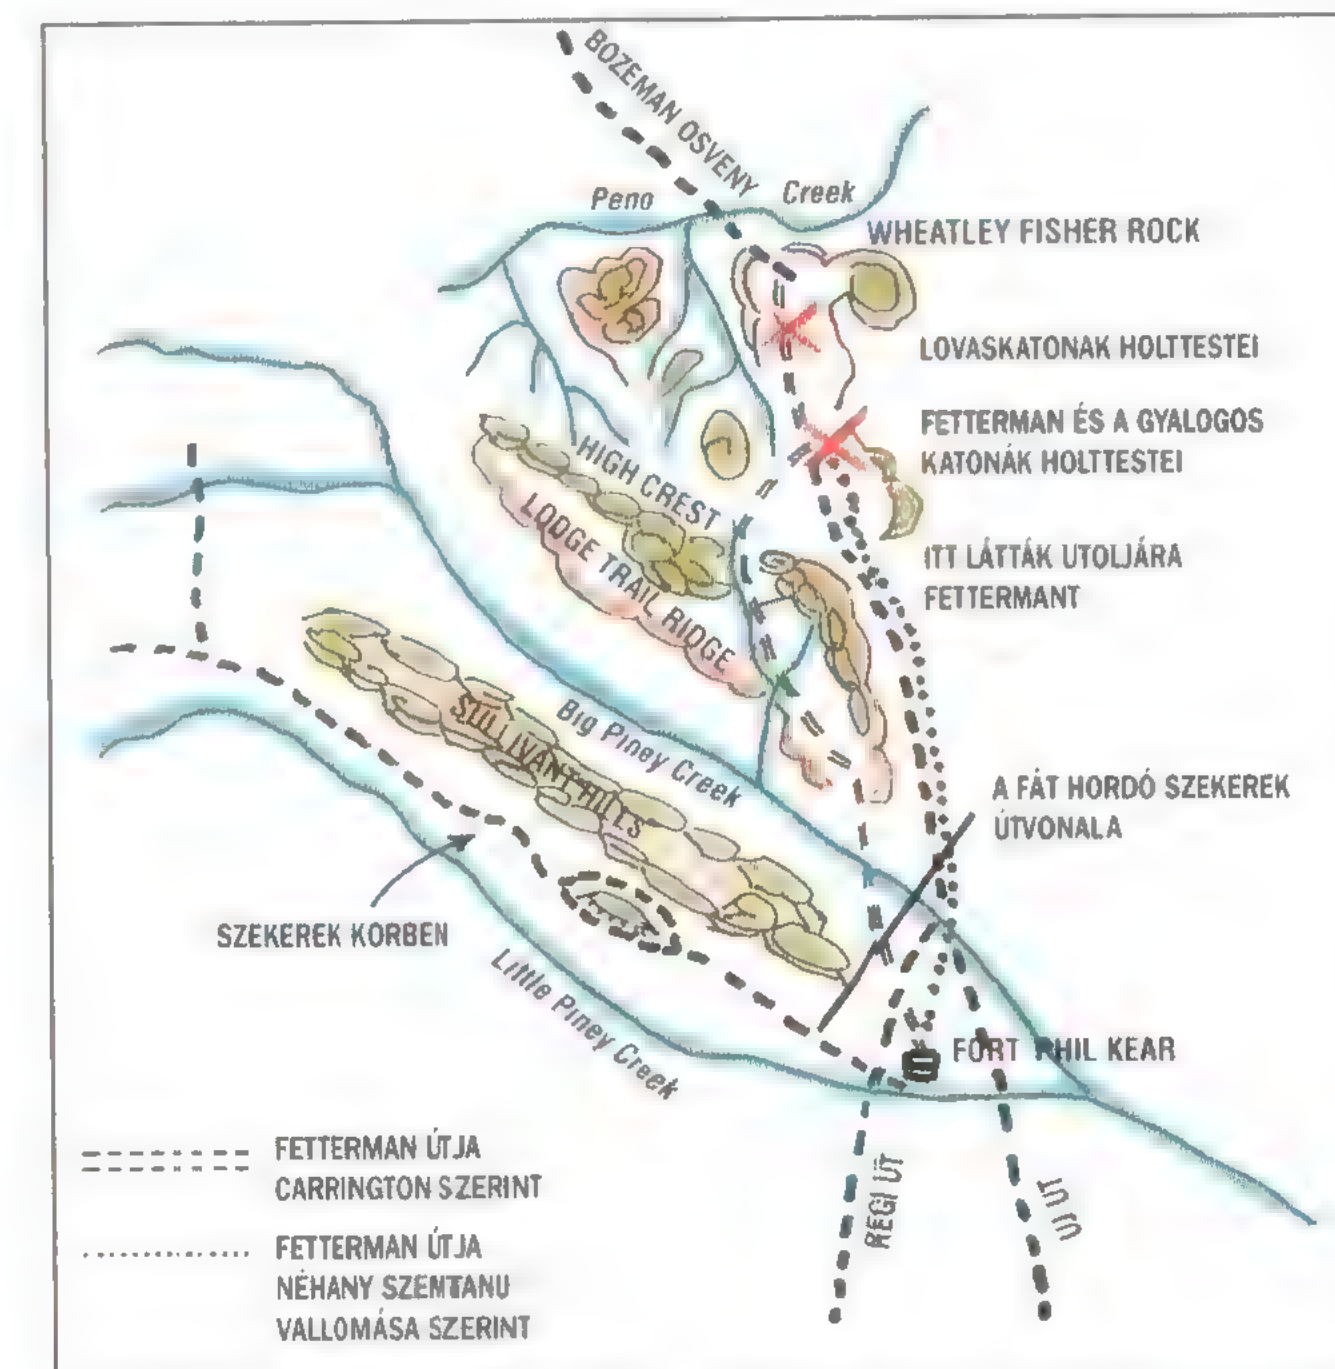 BOZEMAN OSVENY
Peno Creek
WHEATLEY FISHER ROCK
LOVASKATONAK HOLTTESTEI
FETTERMAN ÉS A GYALOGOS
KATONÁK HOLTTESTEI
HIGH CREST
LODGE TRAIL RIDGE
ITT LÁTTÁK UTOLJÁRA
FETTERMANT
SULLIVANT HILLS
Big Piney Creek
A FÁT HORDÓ SZEKEREK
ÚTVONALA
SZEKEREK KORBEN
Little Piney Creek
FORT PHIL KEAR
REGI ÚT
UJ UT
FETTERMAN ÚTJA
CARRINGTON SZERINT
FETTERMAN ÚTJA
NÉHANY SZEMTANU
VALLOMÁSA SZERINT